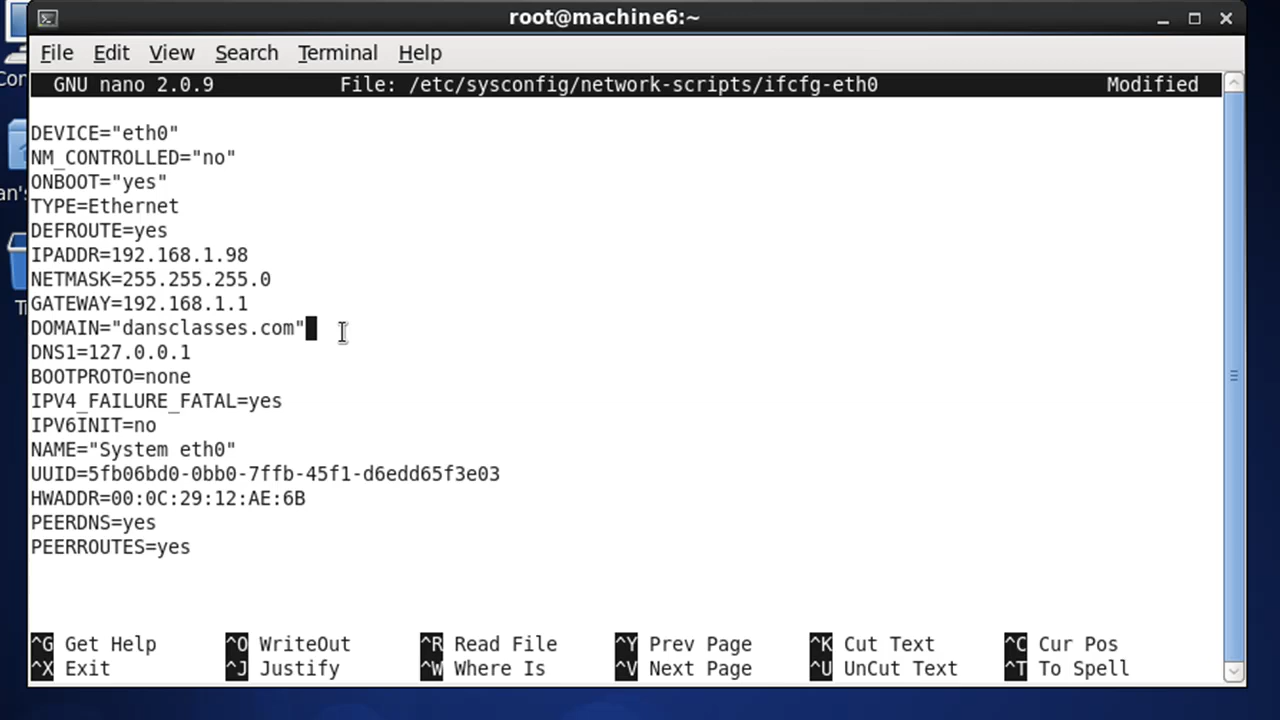 root@machine6:~
File Edit View Search Terminal Help
GNU nano 2.0.9 File: /etc/sysconfig/network-scripts/ifcfg-eth0 Modified
DEVICE="eth0"
NM_CONTROLLED="no"
ONBOOT="yes"
TYPE=Ethernet
DEFROUTE=yes
IPADDR=192.168.1.98
NETMASK=255.255.255.0
GATEWAY=192.168.1.1
DOMAIN="dansclasses.com"
DNS1=127.0.0.1
BOOTPROTO=none
IPV4_FAILURE_FATAL=yes
IPV6INIT=no
NAME="System eth0"
UUID=5fb06bd0-0bb0-7ffb-45f1-d6edd65f3e03
HWADDR=00:0C:29:12:AE:6B
PEERDNS=yes
PEERROUTES=yes
^G Get Help ^O WriteOut ^R Read File ^Y Prev Page ^K Cut Text ^C Cur Pos
^X Exit ^J Justify ^W Where Is ^V Next Page ^U UnCut Text ^T To Spell